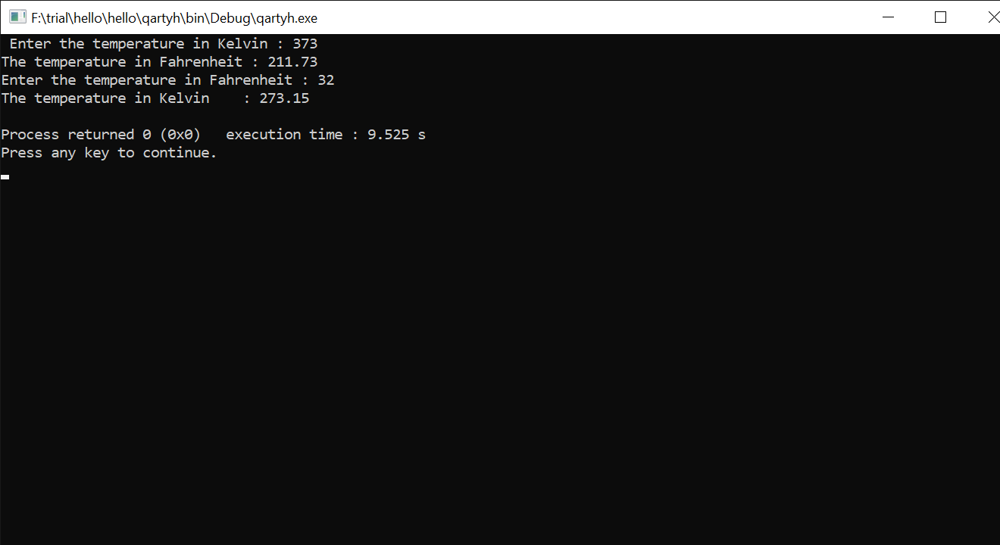 F:\trial\hello\hello\qartyh\bin\Debug\qartyh.exe
 Enter the temperature in Kelvin : 373
The temperature in Fahrenheit : 211.73
Enter the temperature in Fahrenheit : 32
The temperature in Kelvin    : 273.15
Process returned 0 (0x0)   execution time : 9.525 s
Press any key to continue.